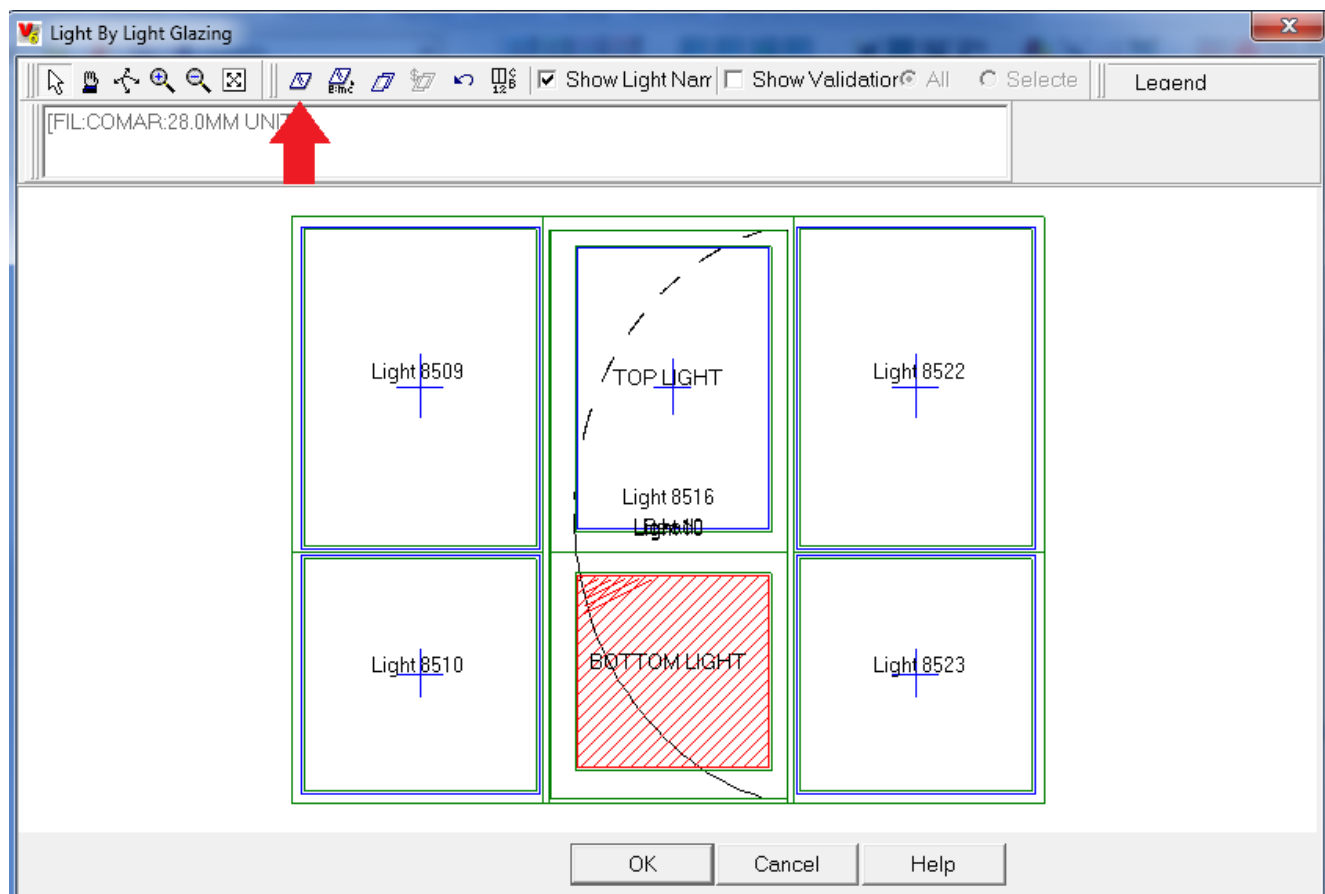 Light By Light Glazing
Show Light Narr Show Validatior All Selecte Legend
[FIL:COMAR:28.0MM UNIT
Light 8509 TOP LIGHT Light 8522
Light 8516
Light 8510 BOTTOM LIGHT Light 8523
OK Cancel Help